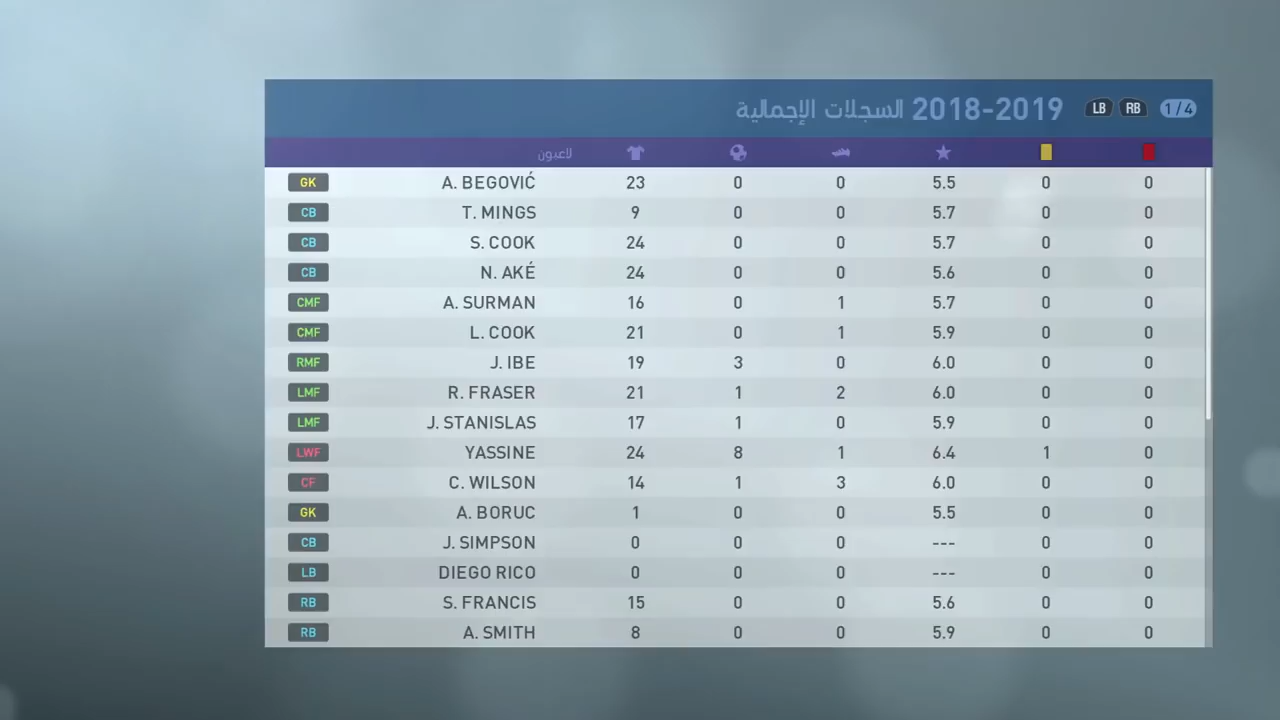 السجلات الإجمالية 2018-2019 LB RB 1/4
لاعبون
GK A. BEGOVIĆ 23 0 0 5.5 0 0
CB T. MINGS 9 0 0 5.7 0 0
CB S. COOK 24 0 0 5.7 0 0
CB N. AKÉ 24 0 0 5.6 0 0
CMF A. SURMAN 16 0 1 5.7 0 0
CMF L. COOK 21 0 1 5.9 0 0
RMF J. IBE 19 3 0 6.0 0 0
LMF R. FRASER 21 1 2 6.0 0 0
LMF J. STANISLAS 17 1 0 5.9 0 0
LWF YASSINE 24 8 1 6.4 1 0
CF C. WILSON 14 1 3 6.0 0 0
GK A. BORUC 1 0 0 5.5 0 0
CB J. SIMPSON 0 0 0 --- 0 0
LB DIEGO RICO 0 0 0 --- 0 0
RB S. FRANCIS 15 0 0 5.6 0 0
RB A. SMITH 8 0 0 5.9 0 0